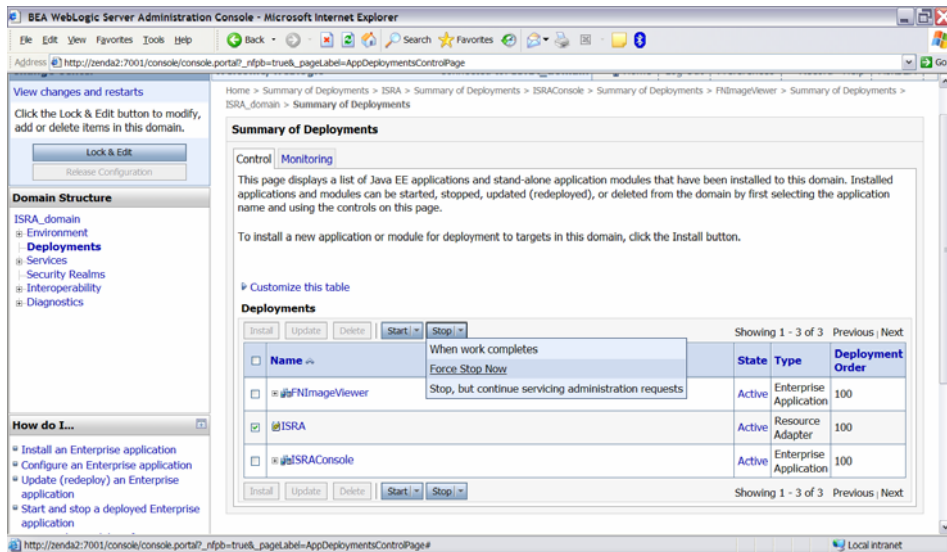 BEA WebLogic Server Administration Console - Microsoft Internet Explorer
File Edit View Favorites Tools Help
Back Search Favorites
Address http://zenda2:7001/console/console.portal?_nfpb=true&_pageLabel=AppDeploymentsControlPage Go
View changes and restarts
Click the Lock & Edit button to modify,
add or delete items in this domain.
Lock & Edit
Release Configuration
Domain Structure
ISRA_domain
Environment
Deployments
Services
Security Realms
Interoperability
Diagnostics
How do I...
Install an Enterprise application
Configure an Enterprise application
Update (redeploy) an Enterprise
application
Start and stop a deployed Enterprise
application
Home > Summary of Deployments > ISRA > Summary of Deployments > ISRAConsole > Summary of Deployments > FNImageViewer > Summary of Deployments >
ISRA_domain > Summary of Deployments
Summary of Deployments
Control Monitoring
This page displays a list of Java EE applications and stand-alone application modules that have been installed to this domain. Installed
applications and modules can be started, stopped, updated (redeployed), or deleted from the domain by first selecting the application
name and using the controls on this page.
To install a new application or module for deployment to targets in this domain, click the Install button.
Customize this table
Deployments
Install Update Delete Start Stop Showing 1 - 3 of 3 Previous | Next
When work completes
Force Stop Now
Stop, but continue servicing administration requests
Name State Type Deployment
Order
FNImageViewer Active Enterprise
Application 100
ISRA Active Resource
Adapter 100
ISRAConsole Active Enterprise
Application 100
Install Update Delete Start Stop Showing 1 - 3 of 3 Previous | Next
http://zenda2:7001/console/console.portal?_nfpb=true&_pageLabel=AppDeploymentsControlPage# Local intranet